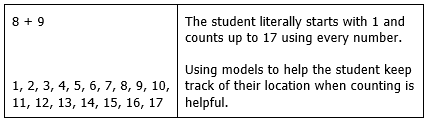 8 + 9
1, 2, 3, 4, 5, 6, 7, 8, 9, 10,
11, 12, 13, 14, 15, 16, 17
The student literally starts with 1 and
counts up to 17 using every number.
Using models to help the student keep
track of their location when counting is
helpful.